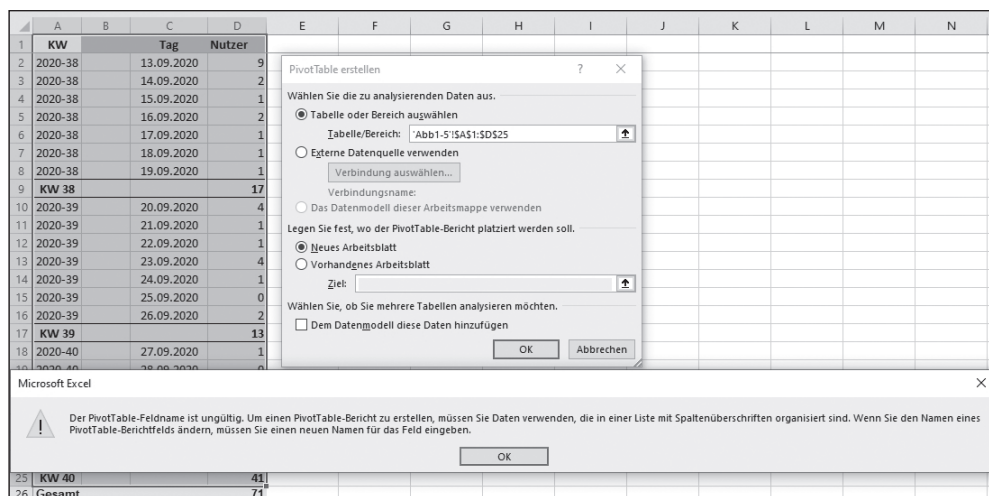 A B C D E F G H I J K L M N
1 KW Tag Nutzer
2 2020-38 13.09.2020 9
3 2020-38 14.09.2020 2
4 2020-38 15.09.2020 1
5 2020-38 16.09.2020 2
6 2020-38 17.09.2020 1
7 2020-38 18.09.2020 1
8 2020-38 19.09.2020 1
9 KW 38 17
10 2020-39 20.09.2020 4
11 2020-39 21.09.2020 1
12 2020-39 22.09.2020 1
13 2020-39 23.09.2020 4
14 2020-39 24.09.2020 1
15 2020-39 25.09.2020 0
16 2020-39 26.09.2020 2
17 KW 39 13
18 2020-40 27.09.2020 1
19 2020-40 28.09.2020 0
PivotTable erstellen ? ×
Wählen Sie die zu analysierenden Daten aus.
Tabelle oder Bereich auswählen
Tabelle/Bereich: 'Abb1-5'!$A$1:$D$25
Externe Datenquelle verwenden
Verbindung auswählen...
Verbindungsname:
Das Datenmodell dieser Arbeitsmappe verwenden
Legen Sie fest, wo der PivotTable-Bericht platziert werden soll.
Neues Arbeitsblatt
Vorhandenes Arbeitsblatt
Ziel:
Wählen Sie, ob Sie mehrere Tabellen analysieren möchten.
Dem Datenmodell diese Daten hinzufügen
OK Abbrechen
Microsoft Excel ×
Der PivotTable-Feldname ist ungültig. Um einen PivotTable-Bericht zu erstellen, müssen Sie Daten verwenden, die in einer Liste mit Spaltenüberschriften organisiert sind. Wenn Sie den Namen eines
PivotTable-Berichtfelds ändern, müssen Sie einen neuen Namen für das Feld eingeben.
OK
25 KW 40 41
26 Gesamt 71